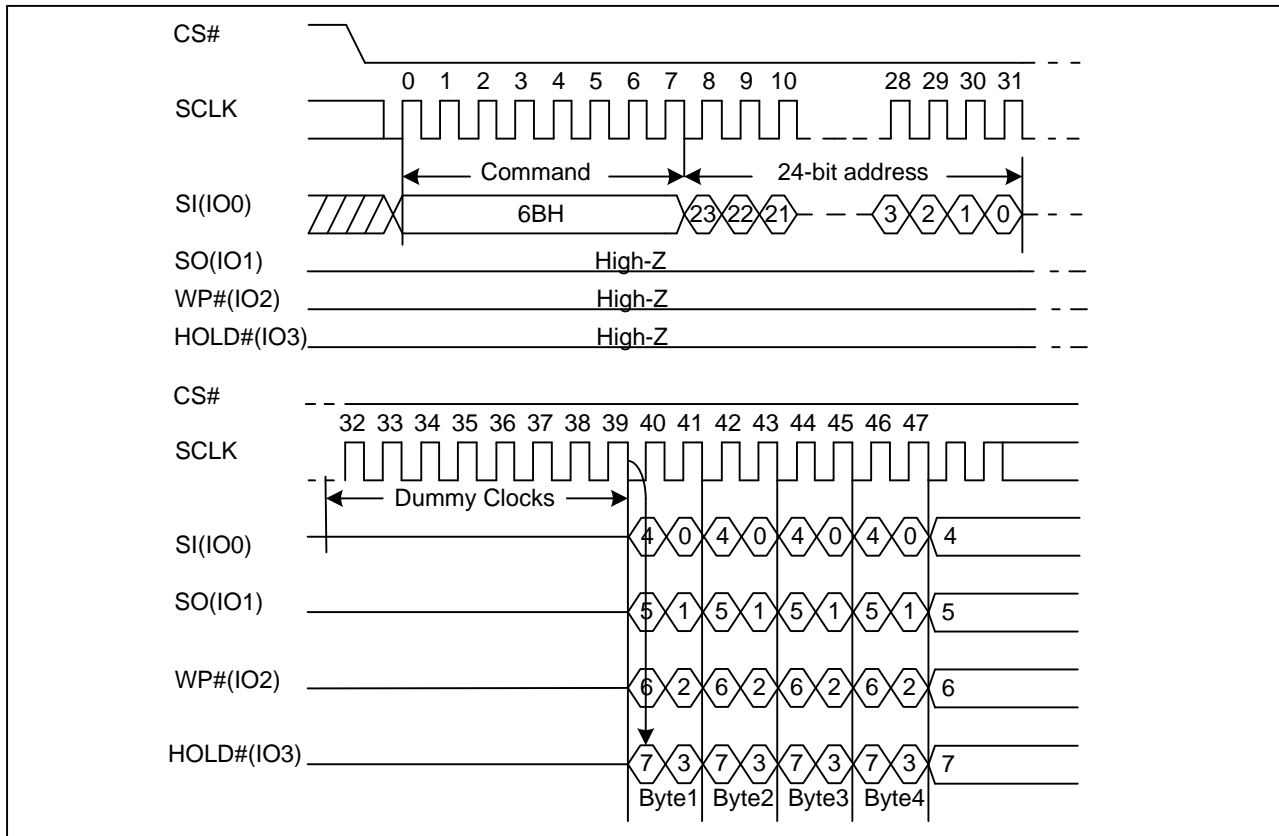 CS#
0 1 2 3 4 5 6 7 8 9 10 28 29 30 31
SCLK
Command 24-bit address
SI(IO0) 6BH 23 22 21 3 2 1 0
SO(IO1) High-Z
WP#(IO2) High-Z
HOLD#(IO3) High-Z
CS#
32 33 34 35 36 37 38 39 40 41 42 43 44 45 46 47
SCLK
Dummy Clocks
SI(IO0) 4 0 4 0 4 0 4 0 4
SO(IO1) 5 1 5 1 5 1 5 1 5
WP#(IO2) 6 2 6 2 6 2 6 2 6
HOLD#(IO3) 7 3 7 3 7 3 7 3 7
Byte1 Byte2 Byte3 Byte4